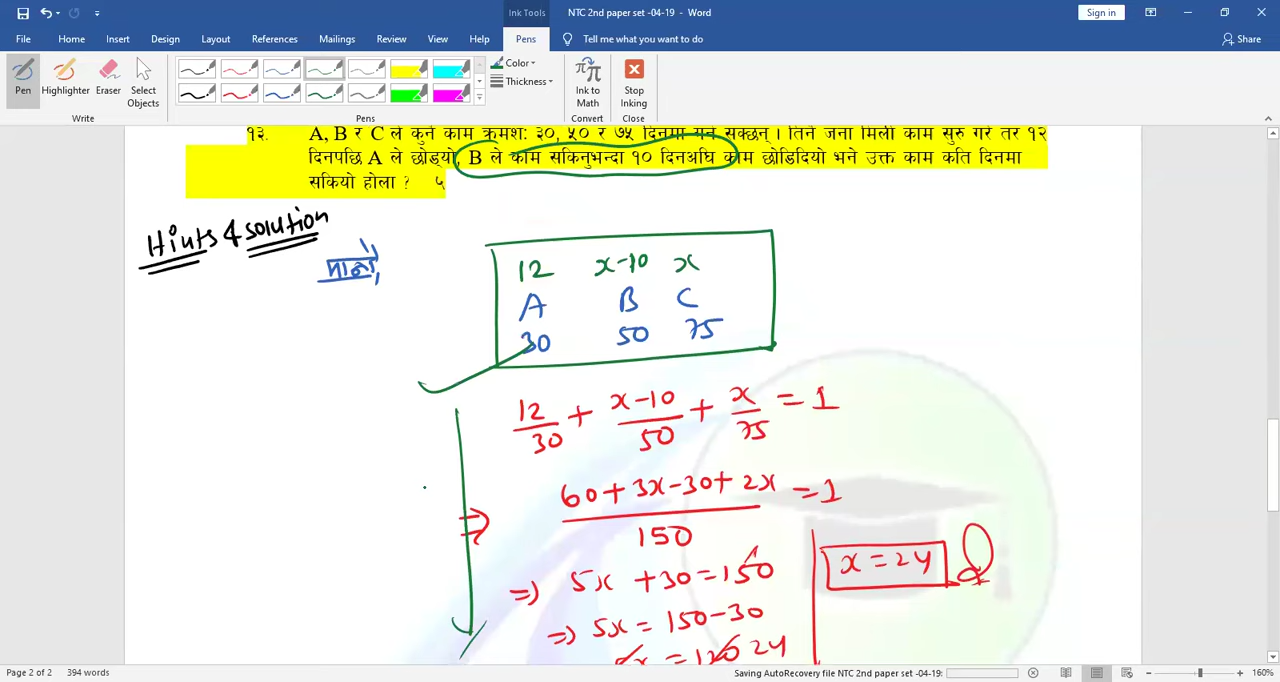 Ink Tools
NTC 2nd paper set -04-19 - Word
Sign in
File Home Insert Design Layout References Mailings Review View Help Pens Tell me what you want to do Share
Pen Highlighter Eraser Select Objects
Color
Thickness
Ink to Math
Stop Inking
Write Pens Convert Close
१३. A, B र C ले कुनै काम क्रमशः ३०, ५० र ७५ दिनमा गर्न सक्छन् । तिनै जना मिली काम सुरु गरे तर १२
दिनपछि A ले छोड्यो, B ले काम सकिनुभन्दा १० दिनअघि काम छोडिदियो भने उक्त काम कति दिनमा
सकियो होला ? ५
Hints & solution
मानौं,
12 x-10 x
A B C
30 50 75
12/30 + x-10/50 + x/75 = 1
⇒ 60+3x-30+2x/150 = 1
⇒ 5x +30 = 150
x = 24
⇒ 5x = 150-30
x = 120 24
Page 2 of 2 394 words Saving AutoRecovery file NTC 2nd paper set -04-19: 160%